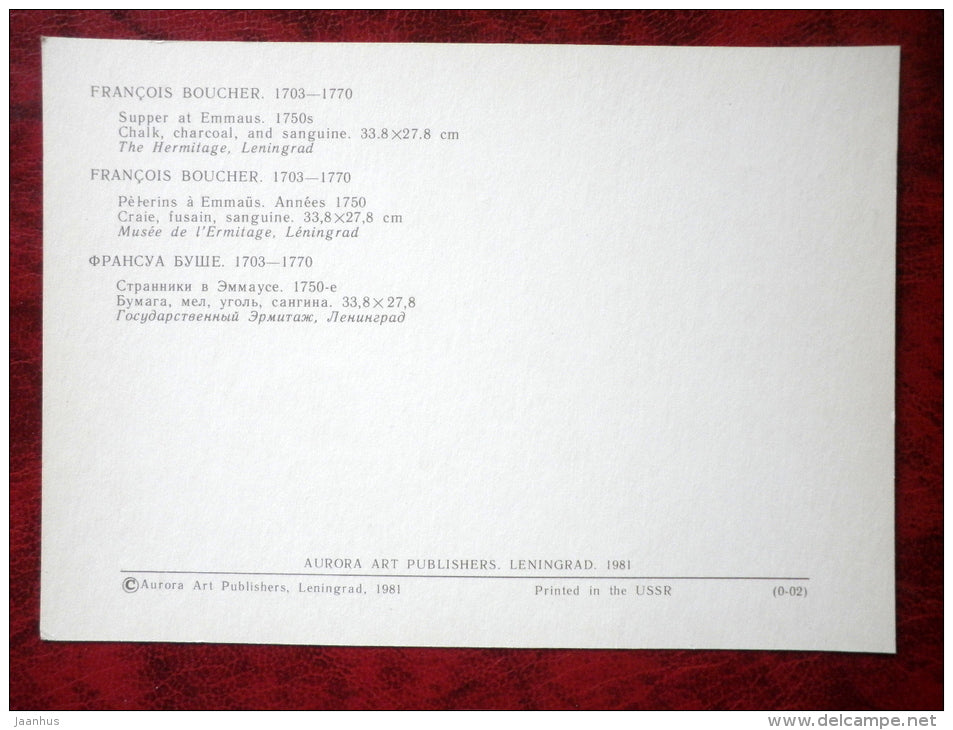 FRANÇOIS BOUCHER. 1703—1770
Supper at Emmaus. 1750s
Chalk, charcoal, and sanguine. 33.8×27.8 cm
The Hermitage, Leningrad
FRANÇOIS BOUCHER. 1703—1770
Pèlerins à Emmaüs. Années 1750
Craie, fusain, sanguine. 33,8×27,8 cm
Musée de l'Ermitage, Léningrad
ФРАНСУА БУШЕ. 1703—1770
Странники в Эммаусе. 1750-е
Бумага, мел, уголь, сангина. 33,8×27,8
Государственный Эрмитаж, Ленинград
AURORA ART PUBLISHERS. LENINGRAD. 1981
©Aurora Art Publishers, Leningrad, 1981 Printed in the USSR (0-02)
jaanhus
www.delcampe.net